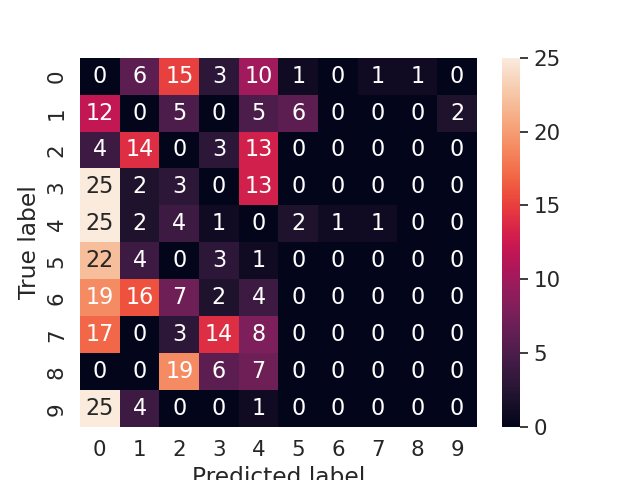 0 0 6 15 3 10 1 0 1 1 0 25
1 12 0 5 0 5 6 0 0 0 2
2 4 14 0 3 13 0 0 0 0 0 20
3 25 2 3 0 13 0 0 0 0 0
4 25 2 4 1 0 2 1 1 0 0 15
5 22 4 0 3 1 0 0 0 0 0 10
6 19 16 7 2 4 0 0 0 0 0
7 17 0 3 14 8 0 0 0 0 0 5
8 0 0 19 6 7 0 0 0 0 0
9 25 4 0 0 1 0 0 0 0 0 0
0 1 2 3 4 5 6 7 8 9
True label
Predicted label